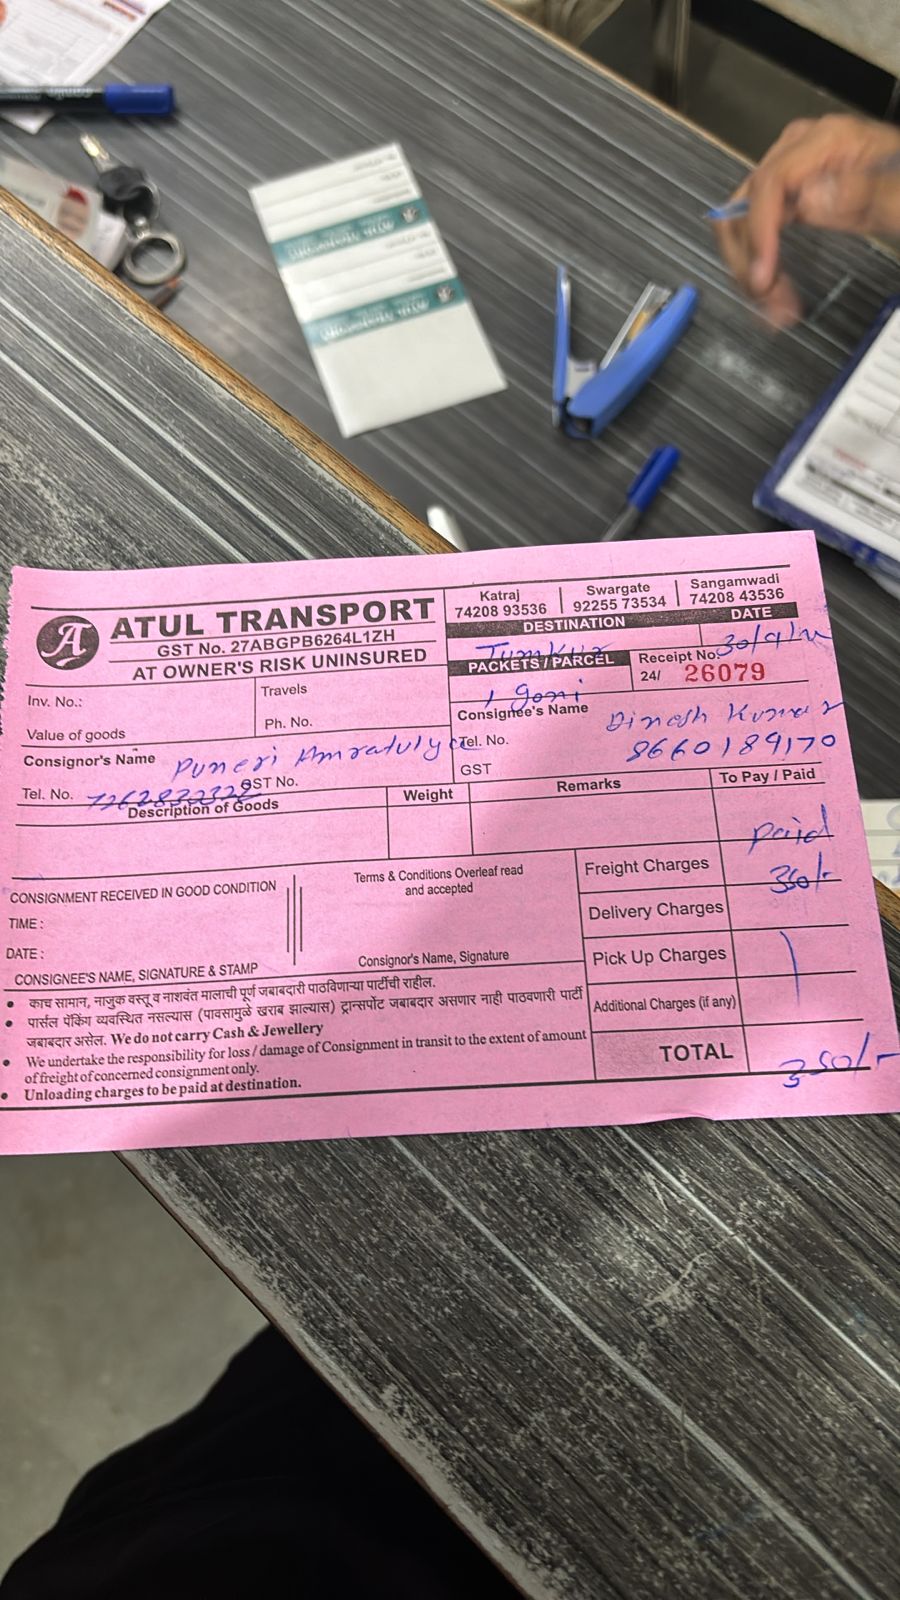 ATUL TRANSPORT
GST No. 27ABGPB6264L1ZH
AT OWNER'S RISK UNINSURED
Katraj
74208 93536
Swargate
92255 73534
Sangamwadi
74208 43536
DESTINATION
Tumkur
DATE
30/9/
PACKETS / PARCEL
1 goni
Receipt No.
24/ 26079
Inv. No.:
Value of goods
Travels
Ph. No.
Consignee's Name
Dinesh Kumar
Tel. No. 8660189170
GST
Consignor's Name Puneri Amratulya
Tel. No. GST No.
Description of Goods
Weight
Remarks
To Pay / Paid
paid
Freight Charges 350/-
Delivery Charges
Pick Up Charges
Additional Charges (if any)
TOTAL 350/-
CONSIGNMENT RECEIVED IN GOOD CONDITION
TIME :
DATE :
CONSIGNEE'S NAME, SIGNATURE & STAMP
Terms & Conditions Overleaf read
and accepted
Consignor's Name, Signature
• काच सामान, नाजुक वस्तू व नाशवंत मालाची पूर्ण जबाबदारी पाठविणाऱ्या पार्टीची राहील.
• पार्सल पॅकिंग व्यवस्थित नसल्यास (पावसामुळे खराब झाल्यास) ट्रान्सपोंट जबाबदार असणार नाही पाठवणारी पार्टी
जबाबदार असेल. We do not carry Cash & Jewellery
• We undertake the responsibility for loss / damage of Consignment in transit to the extent of amount
of freight of concerned consignment only.
• Unloading charges to be paid at destination.